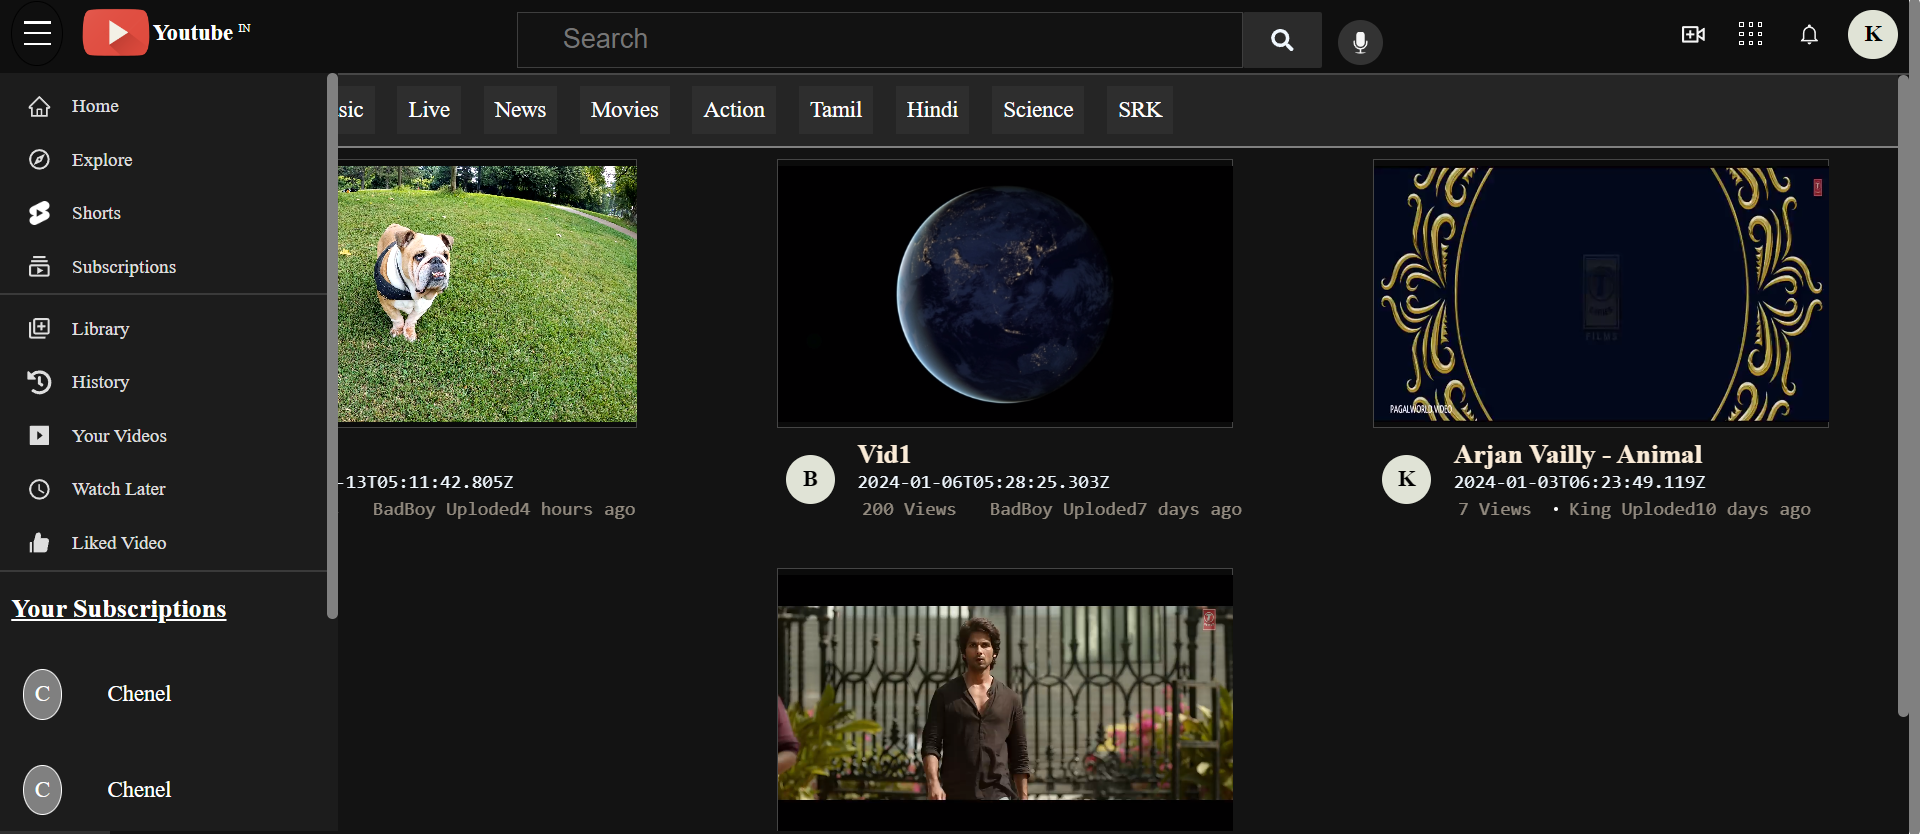 Youtube IN
Search
K
Home
Explore
Shorts
Subscriptions
Library
History
Your Videos
Watch Later
Liked Video
Your Subscriptions
C Chenel
C Chenel
sic Live News Movies Action Tamil Hindi Science SRK
-13T05:11:42.805Z
BadBoy Uploded4 hours ago
B
Vid1
2024-01-06T05:28:25.303Z
200 Views BadBoy Uploded7 days ago
FILMS
PAGALWORLD VIDEO
K
Arjan Vailly - Animal
2024-01-03T06:23:49.119Z
7 Views • King Uploded10 days ago